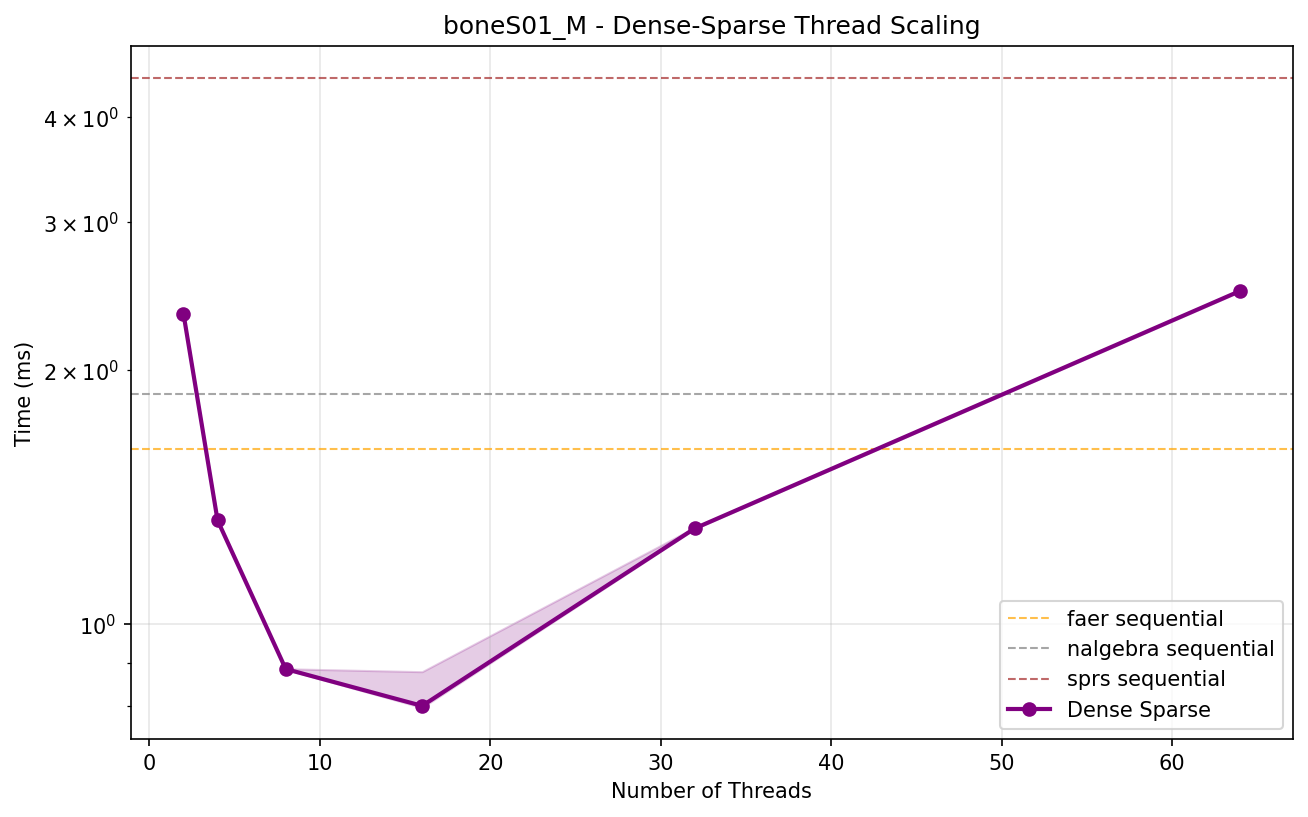 boneS01_M - Dense-Sparse Thread Scaling
Time (ms)
4 × 10⁰
3 × 10⁰
2 × 10⁰
10⁰
0 10 20 30 40 50 60
Number of Threads
faer sequential
nalgebra sequential
sprs sequential
Dense Sparse